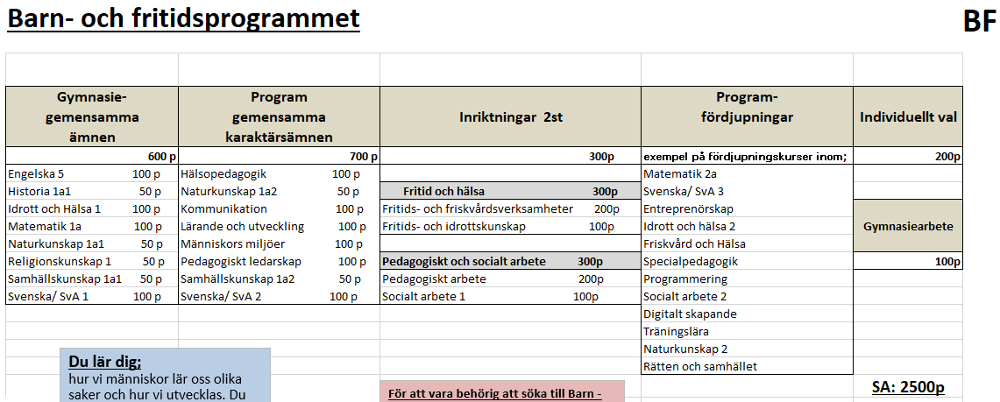 Barn- och fritidsprogrammet
BF
Gymnasie-
gemensamma
ämnen
600 p
Engelska 5 100 p
Historia 1a1 50 p
Idrott och Hälsa 1 100 p
Matematik 1a 100 p
Naturkunskap 1a1 50 p
Religionskunskap 1 50 p
Samhällskunskap 1a1 50 p
Svenska/ SvA 1 100 p
Program
gemensamma
karaktärsämnen
700 p
Hälsopedagogik 100 p
Naturkunskap 1a2 50 p
Kommunikation 100 p
Lärande och utveckling 100 p
Människors miljöer 100 p
Pedagogiskt ledarskap 100 p
Samhällskunskap 1a2 50 p
Svenska/ SvA 2 100 p
Inriktningar 2st
300p
Fritid och hälsa 300p
Fritids- och friskvårdsverksamheter 200p
Fritids- och idrottskunskap 100p
Pedagogiskt och socialt arbete 300p
Pedagogiskt arbete 200p
Socialt arbete 1 100p
Program-
fördjupningar
exempel på fördjupningskurser inom;
Matematik 2a
Svenska/ SvA 3
Entreprenörskap
Idrott och hälsa 2
Friskvård och Hälsa
Specialpedagogik
Programmering
Socialt arbete 2
Digitalt skapande
Träningslära
Naturkunskap 2
Rätten och samhället
Individuellt val
200p
Gymnasiearbete
100p
SA: 2500p
Du lär dig;
hur vi människor lär oss olika
saker och hur vi utvecklas. Du
För att vara behörig att söka till Barn -